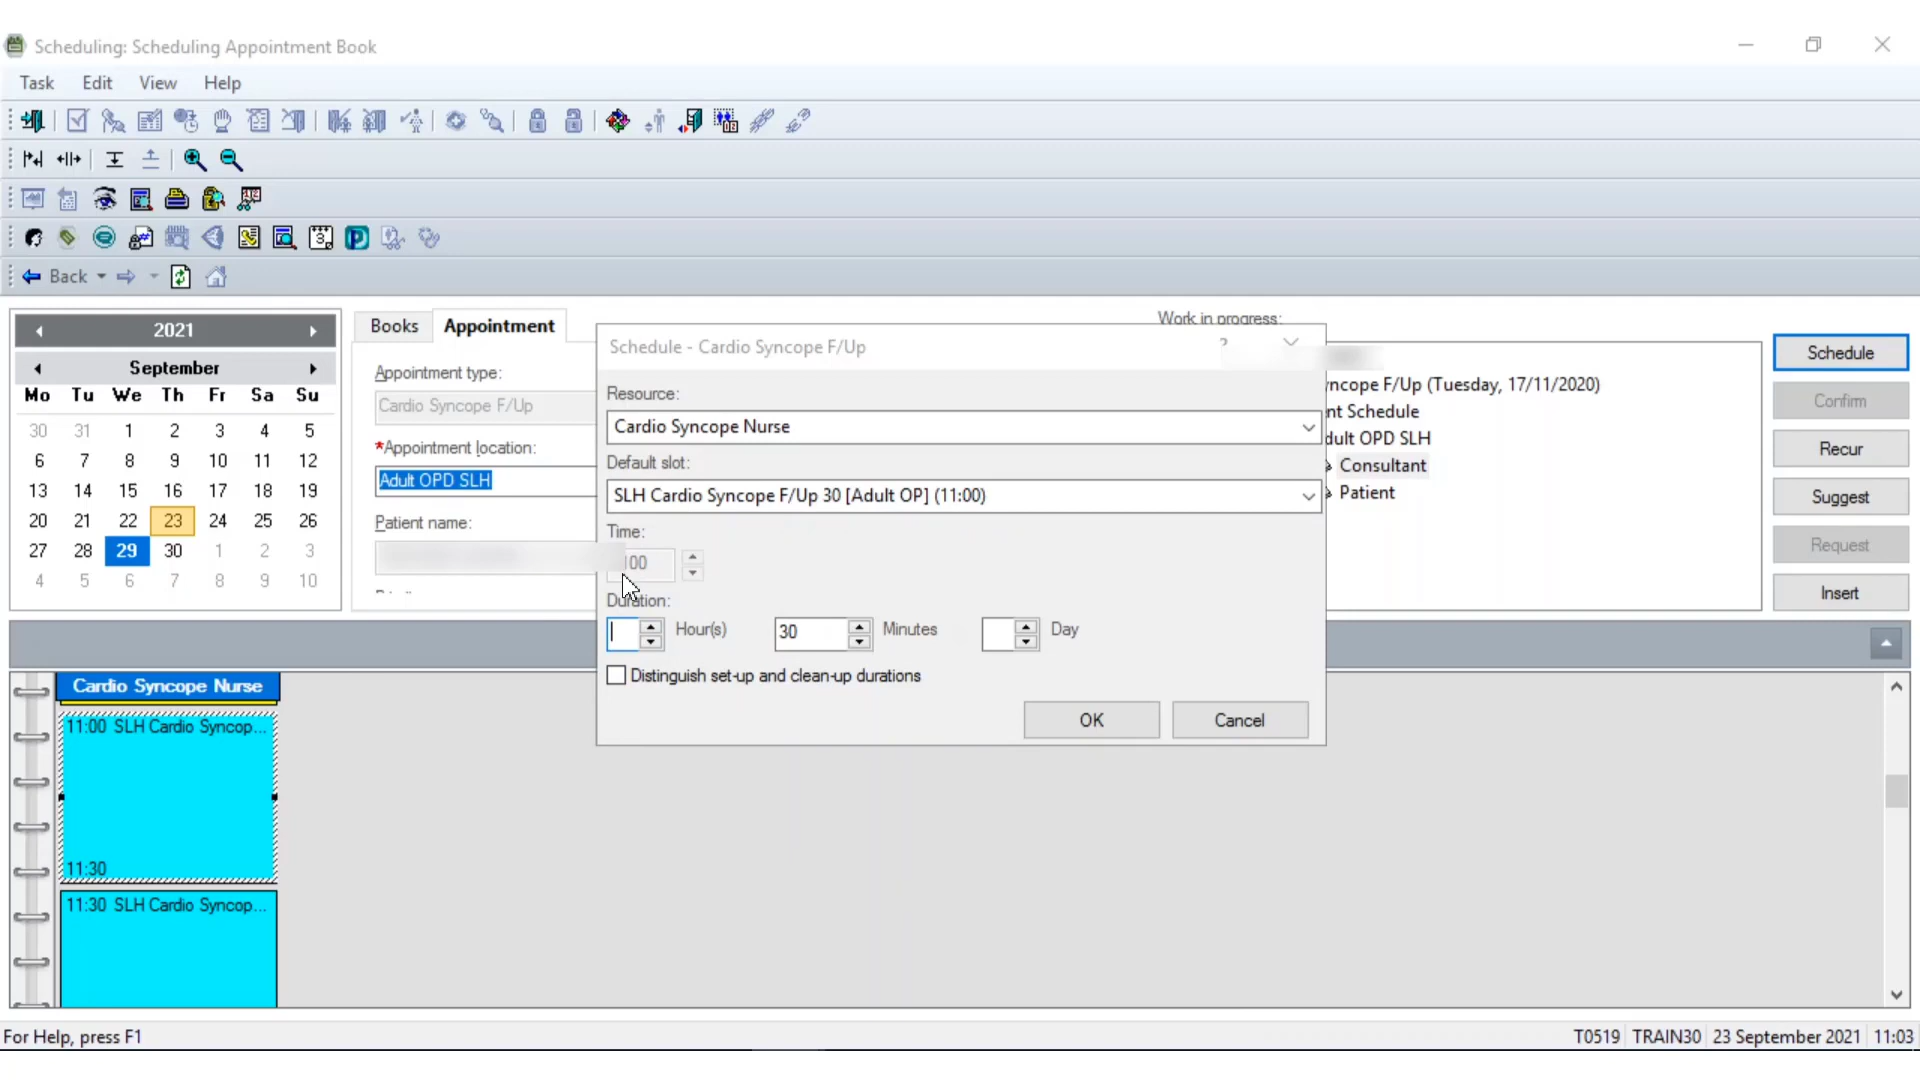 Scheduling: Scheduling Appointment Book
Task Edit View Help
Back
2021
September
Mo Tu We Th Fr Sa Su
30 31 1 2 3 4 5
6 7 8 9 10 11 12
13 14 15 16 17 18 19
20 21 22 23 24 25 26
27 28 29 30 1 2 3
4 5 6 7 8 9 10
Books Appointment
Appointment type:
Cardio Syncope F/Up
*Appointment location:
Adult OPD SLH
Patient name:
Schedule - Cardio Syncope F/Up
Resource:
Cardio Syncope Nurse
Default slot:
SLH Cardio Syncope F/Up 30 [Adult OP] (11:00)
Time:
Duration:
Hour(s) 30 Minutes Day
Distinguish set-up and clean-up durations
OK Cancel
Work in progress:
F/Up (Tuesday, 17/11/2020)
Schedule
OPD SLH
Consultant
Patient
Schedule
Confirm
Recur
Suggest
Request
Insert
Cardio Syncope Nurse
11:00 SLH Cardio Syncop...
11:30
11:30 SLH Cardio Syncop...
For Help, press F1
T0519 TRAIN30 23 September 2021 11:03